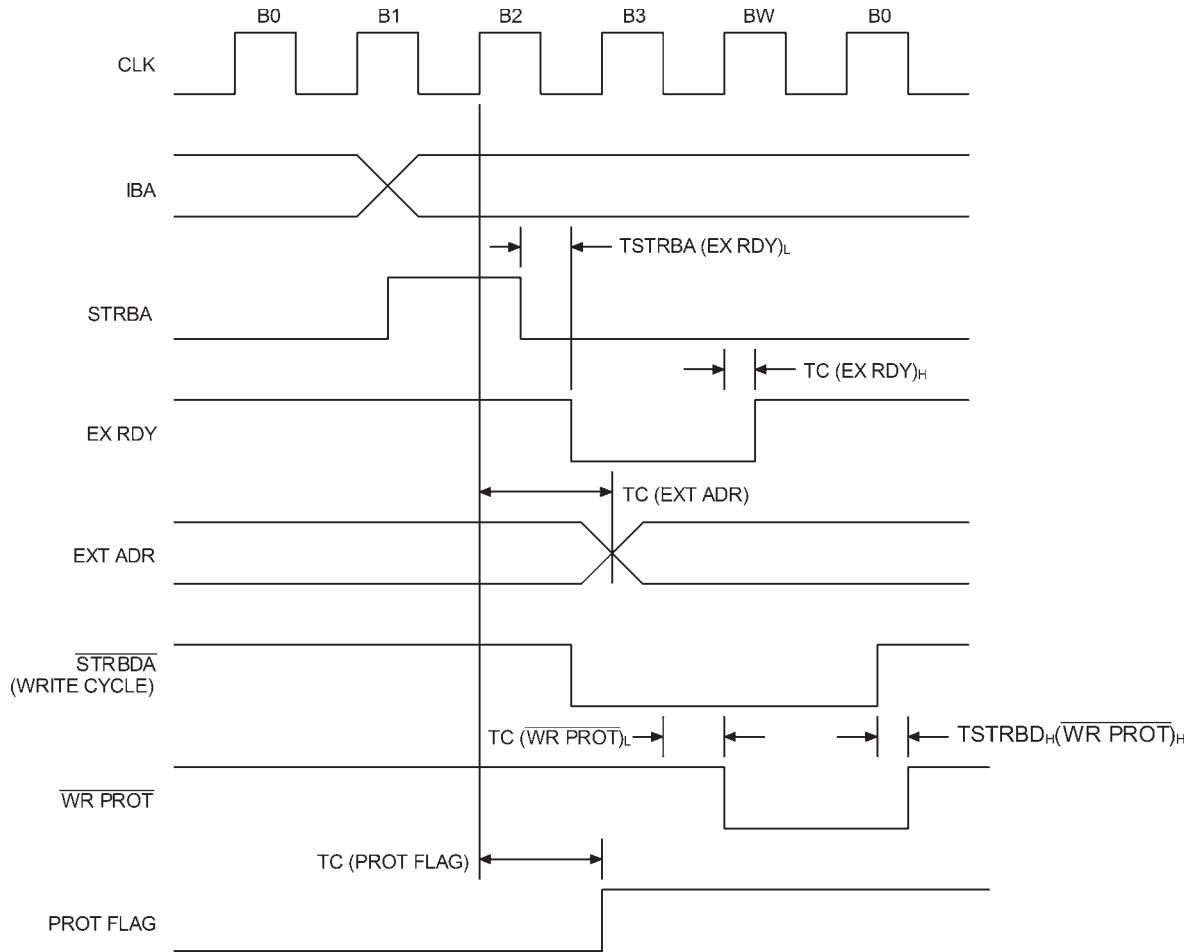 B0 B1 B2 B3 BW B0
CLK
IBA
TSTRBA (EX RDY)L
STRBA
TC (EX RDY)H
EX RDY
TC (EXT ADR)
EXT ADR
STRBDA
(WRITE CYCLE)
TC (WR PROT)L
TSTRBDH(WR PROT)H
WR PROT
TC (PROT FLAG)
PROT FLAG